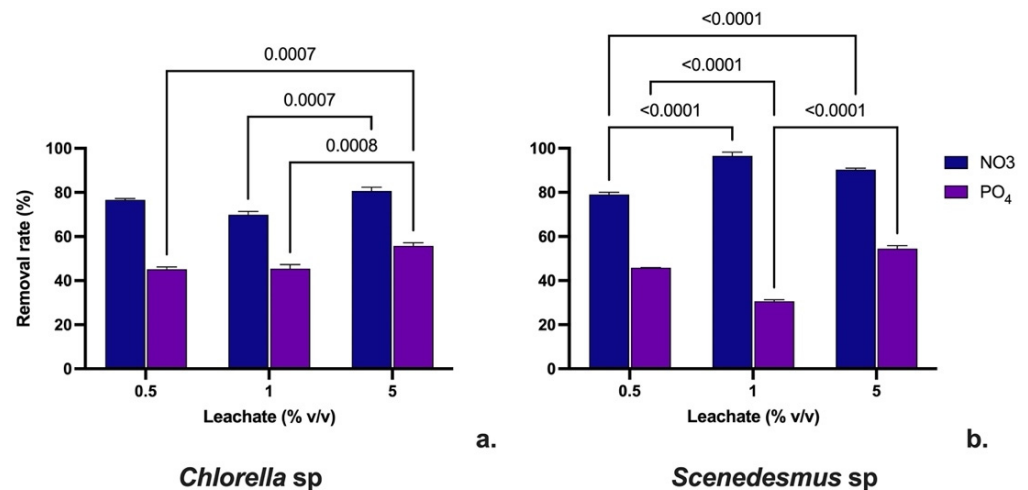 0.0007
0.0007
0.0008
100
80
60
40
20
0
Removal rate (%)
0.5 1 5
Leachate (% v/v)
a.
Chlorella sp
<0.0001
<0.0001
<0.0001 <0.0001
100
80
60
40
20
0
0.5 1 5
Leachate (% v/v)
b.
Scenedesmus sp
NO3
PO₄